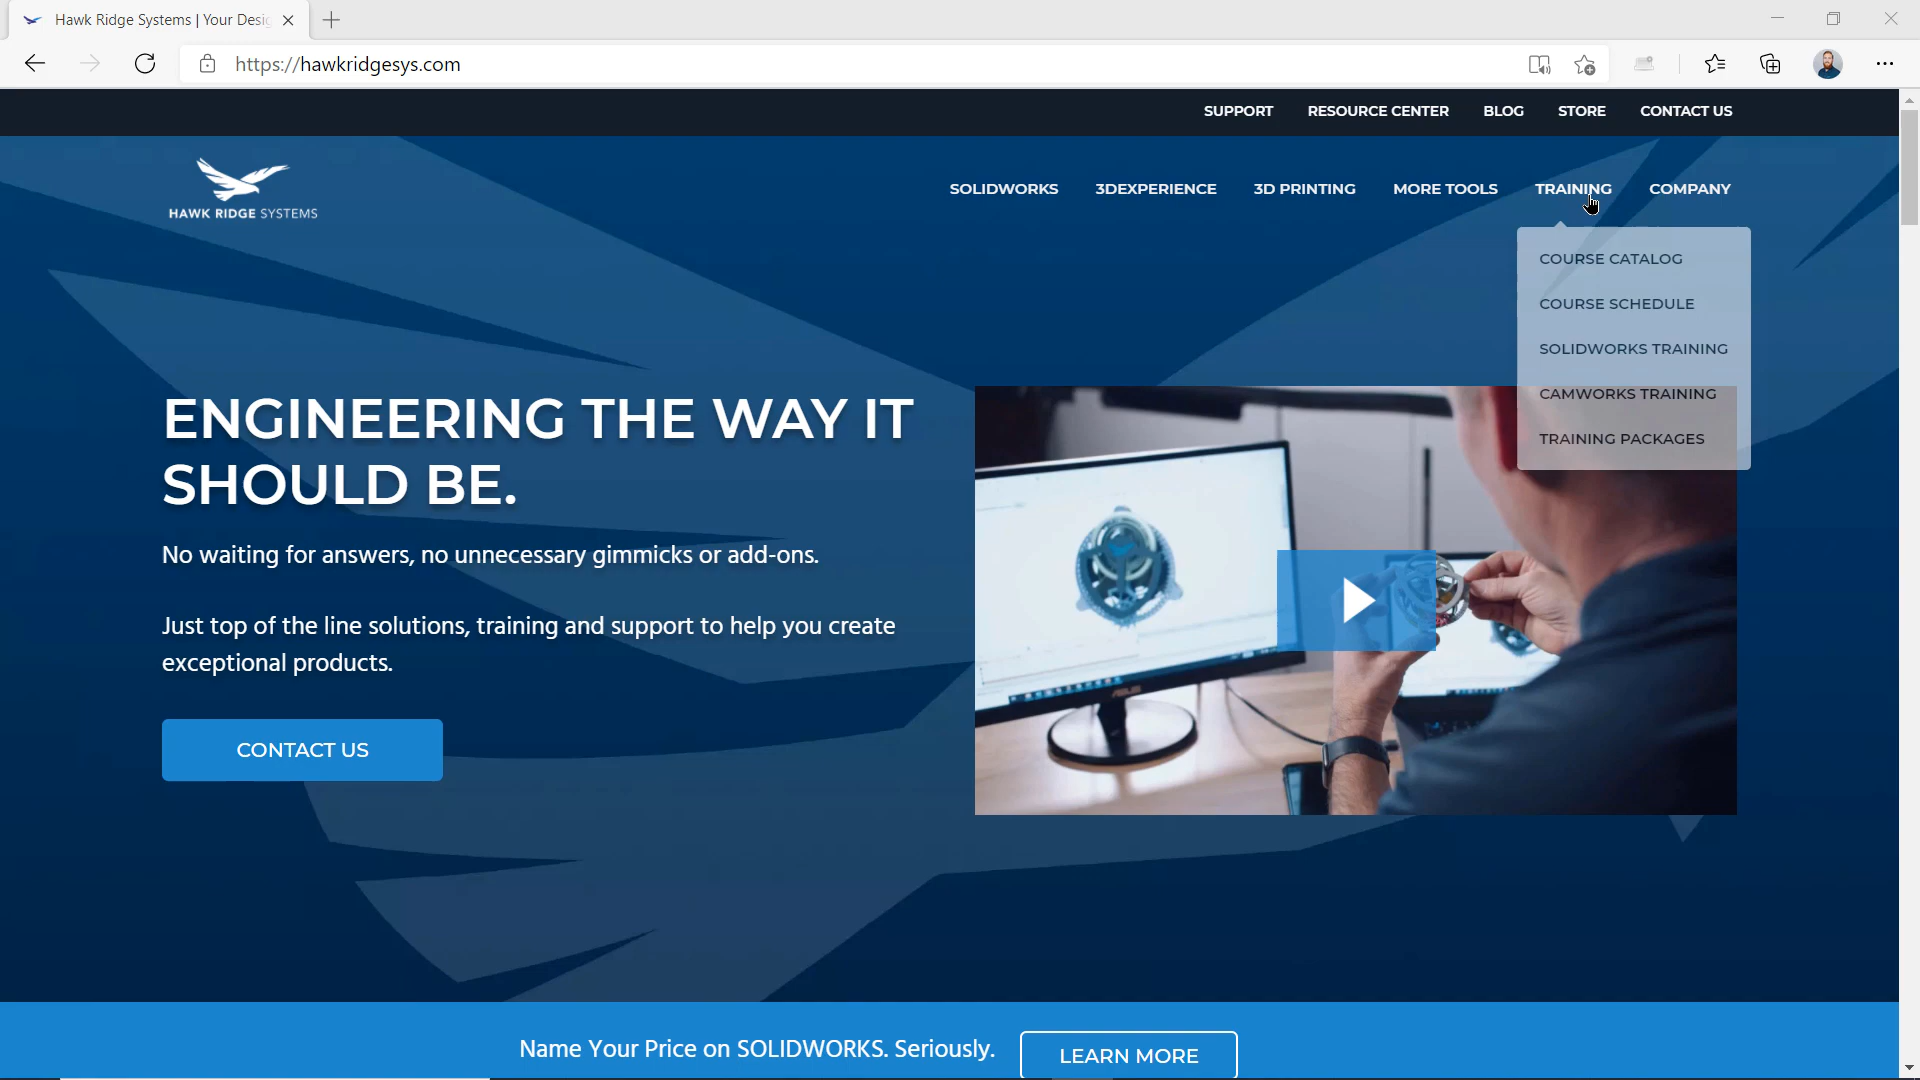 Hawk Ridge Systems | Your Desi
https://hawkridgesys.com
SUPPORT RESOURCE CENTER BLOG STORE CONTACT US
HAWK RIDGE SYSTEMS
SOLIDWORKS 3DEXPERIENCE 3D PRINTING MORE TOOLS TRAINING COMPANY
COURSE CATALOG
COURSE SCHEDULE
SOLIDWORKS TRAINING
CAMWORKS TRAINING
TRAINING PACKAGES
ENGINEERING THE WAY IT
SHOULD BE.
No waiting for answers, no unnecessary gimmicks or add-ons.
Just top of the line solutions, training and support to help you create
exceptional products.
CONTACT US
ASUS
Name Your Price on SOLIDWORKS. Seriously.
LEARN MORE